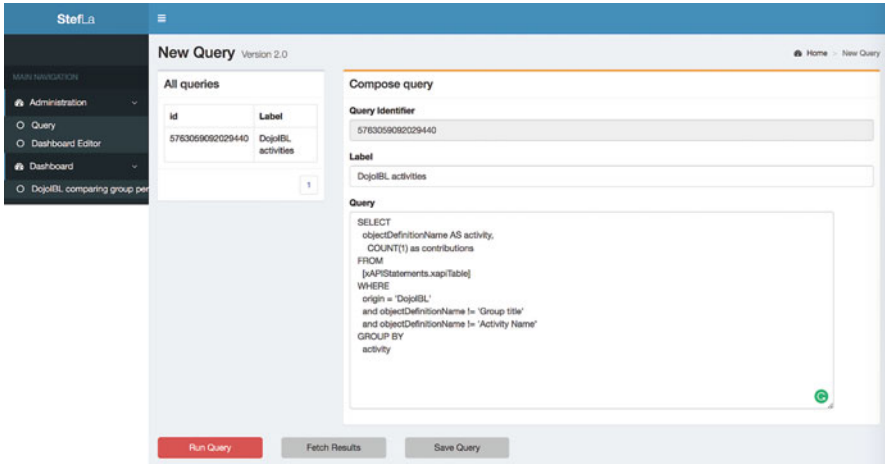 StefLa
New Query Version 2.0
Home > New Query
MAIN NAVIGATION
Administration
Query
Dashboard Editor
Dashboard
DojoIBL comparing group per
All queries
id Label
5763059092029440 DojoIBL
activities
1
Compose query
Query Identifier
5763059092029440
Label
DojoIBL activities
Query
SELECT
objectDefinitionName AS activity,
COUNT(1) as contributions
FROM
[xAPIStatements.xapiTable]
WHERE
origin = 'DojoIBL'
and objectDefinitionName != 'Group title'
and objectDefinitionName != 'Activity Name'
GROUP BY
activity
Run Query
Fetch Results
Save Query